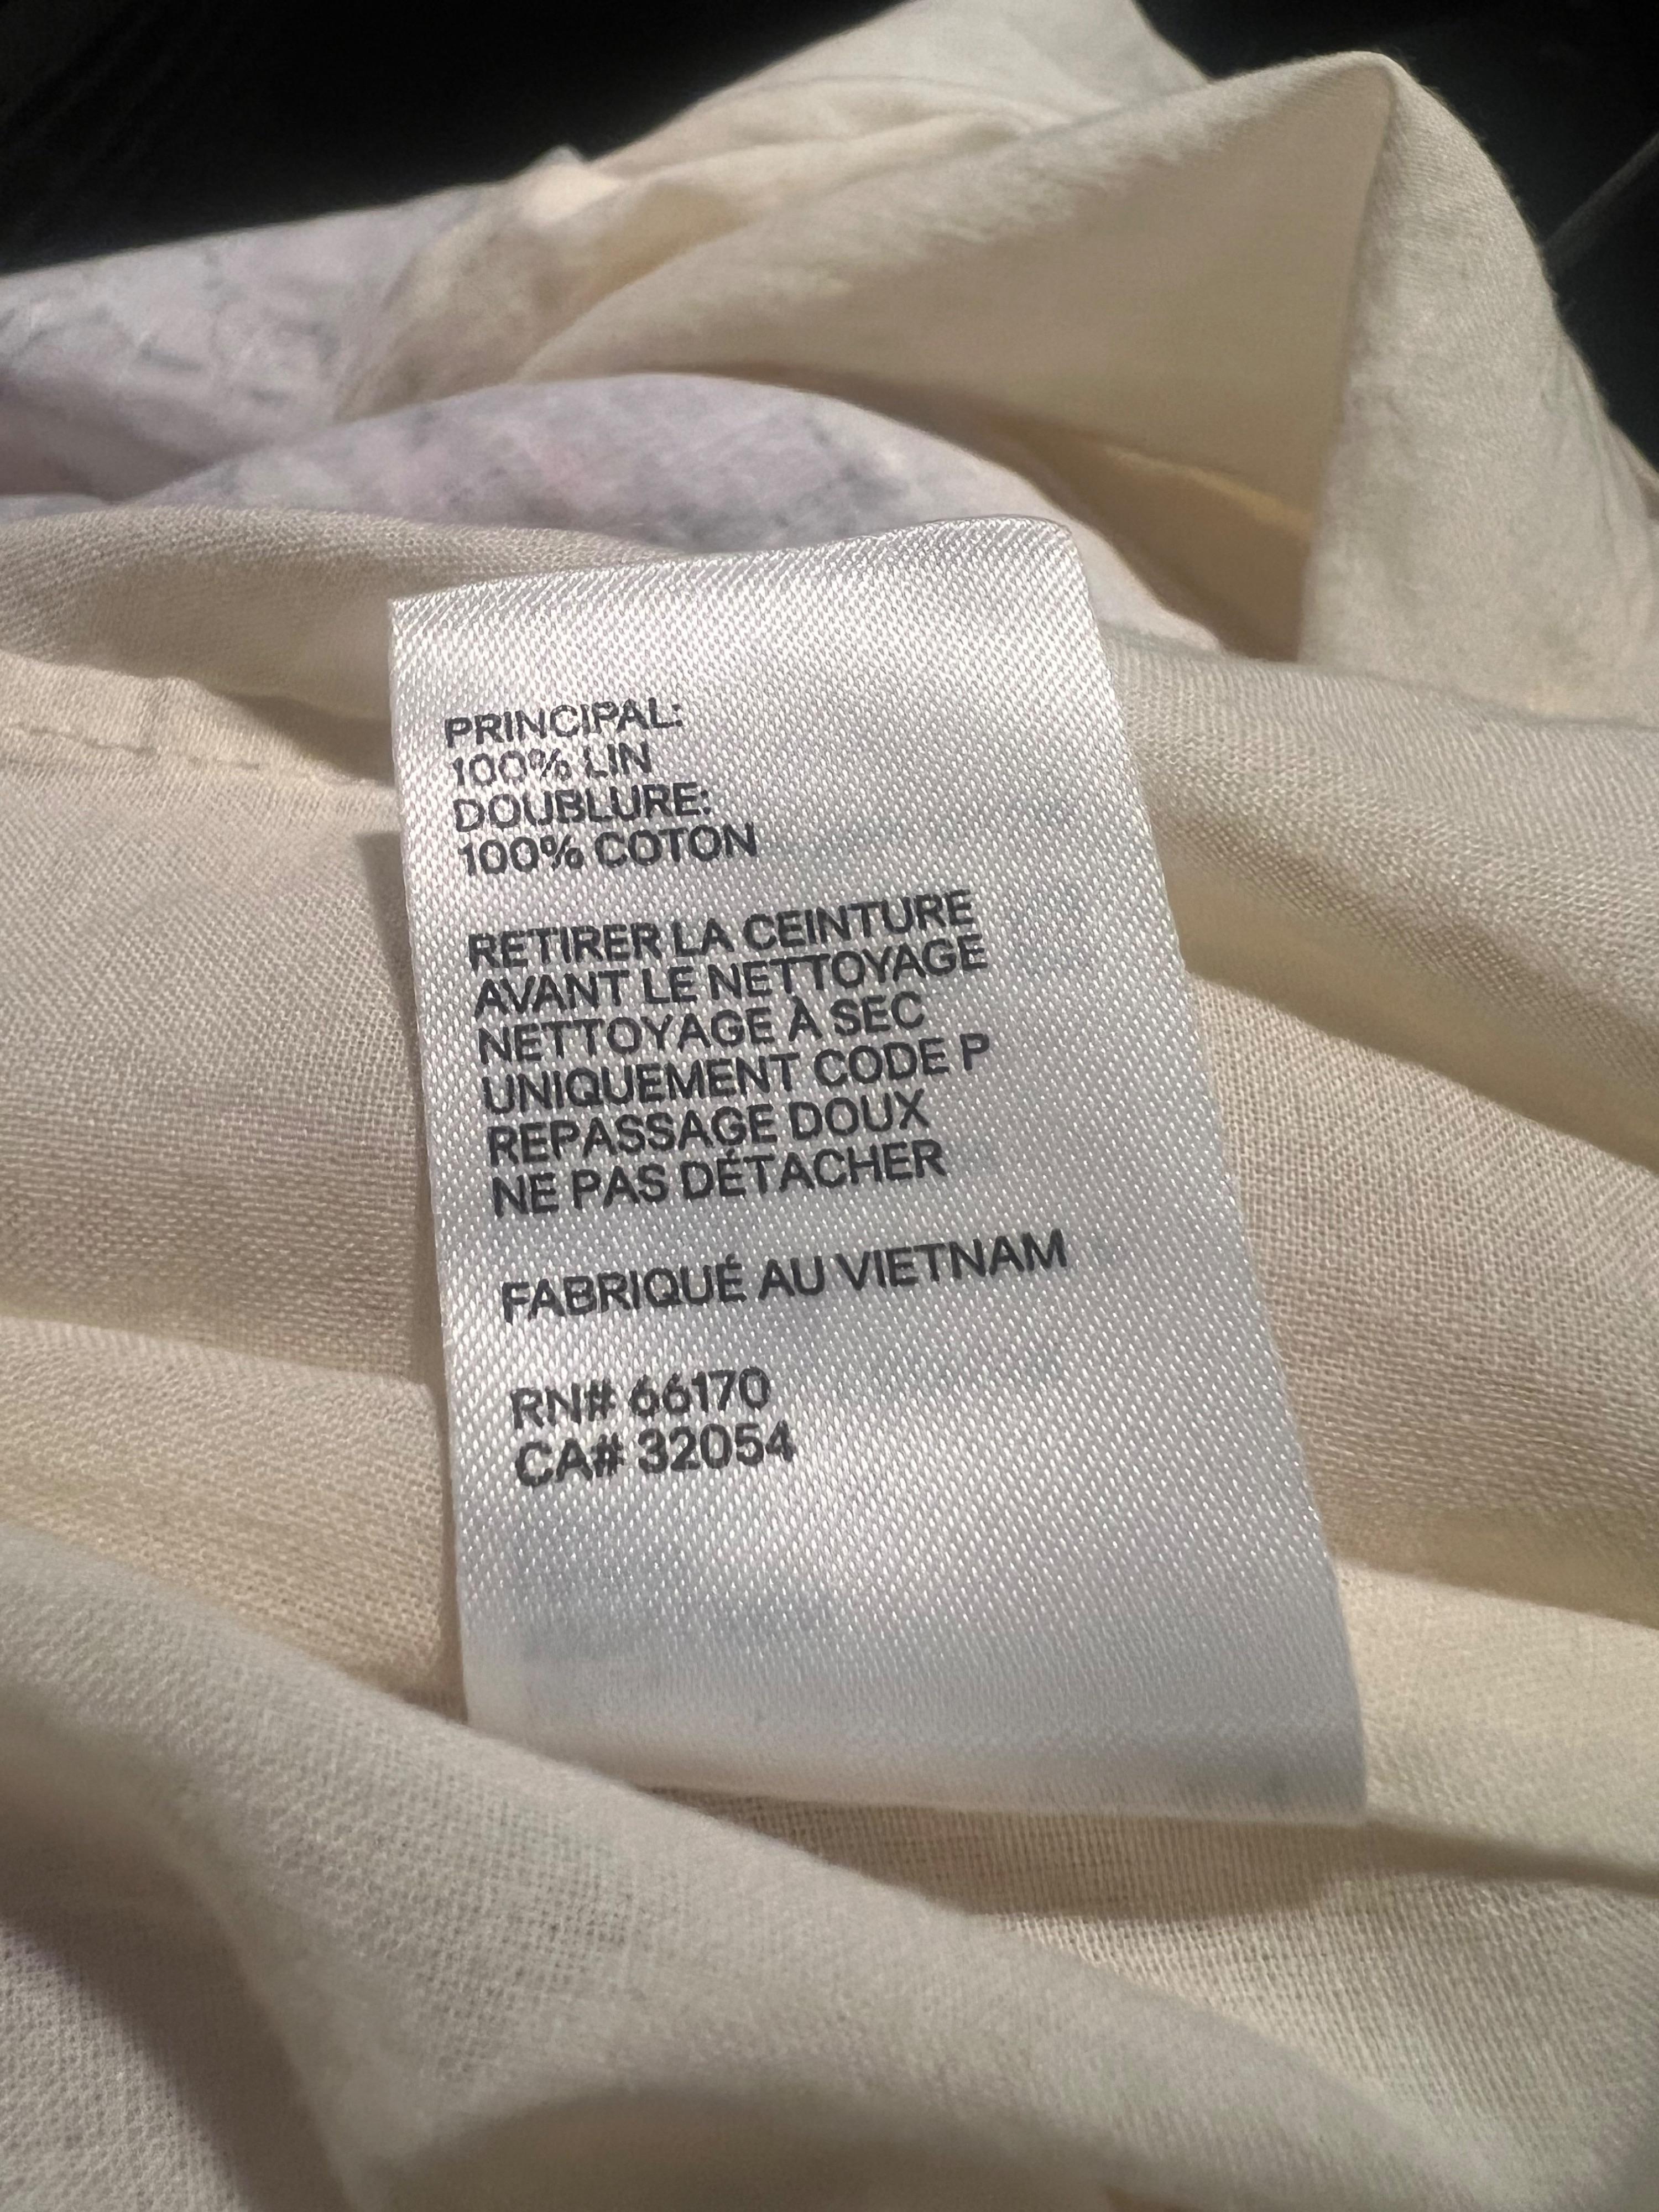 PRINCIPAL:
100% LIN
DOUBLURE:
100% COTON
RETIRER LA CEINTURE
AVANT LE NETTOYAGE
NETTOYAGE À SEC
UNIQUEMENT CODE P
REPASSAGE DOUX
NE PAS DÉTACHER
FABRIQUÉ AU VIETNAM
RN# 66170
CA# 32054